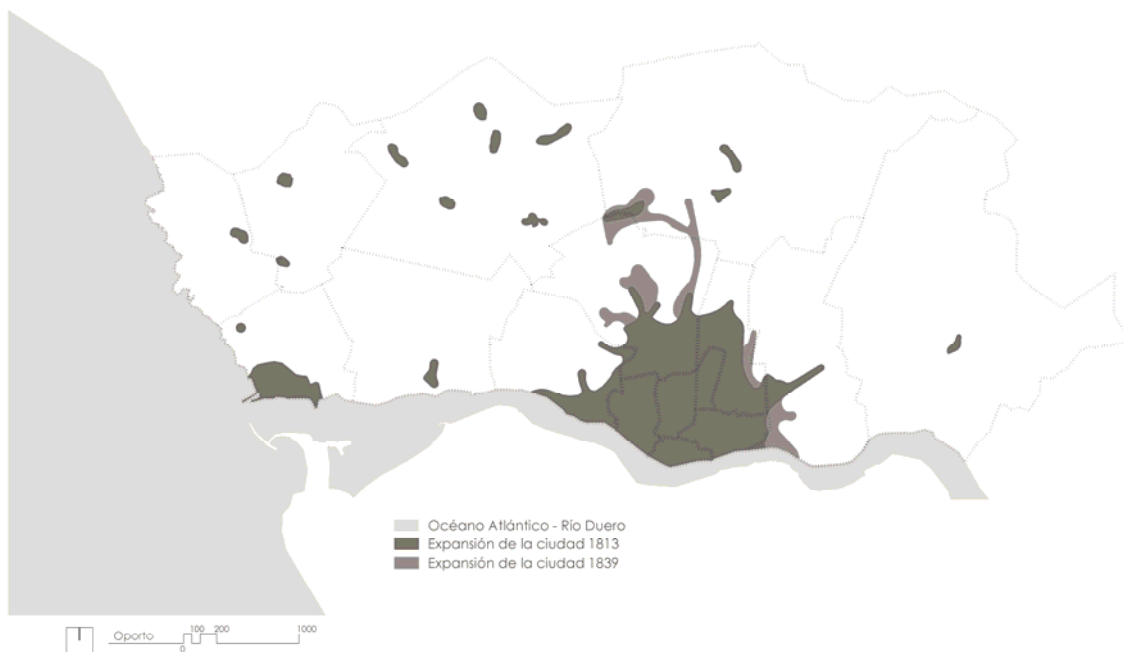 Océano Atlántico - Río Duero
Expansión de la ciudad 1813
Expansión de la ciudad 1839
Oporto
0 100 200 1000